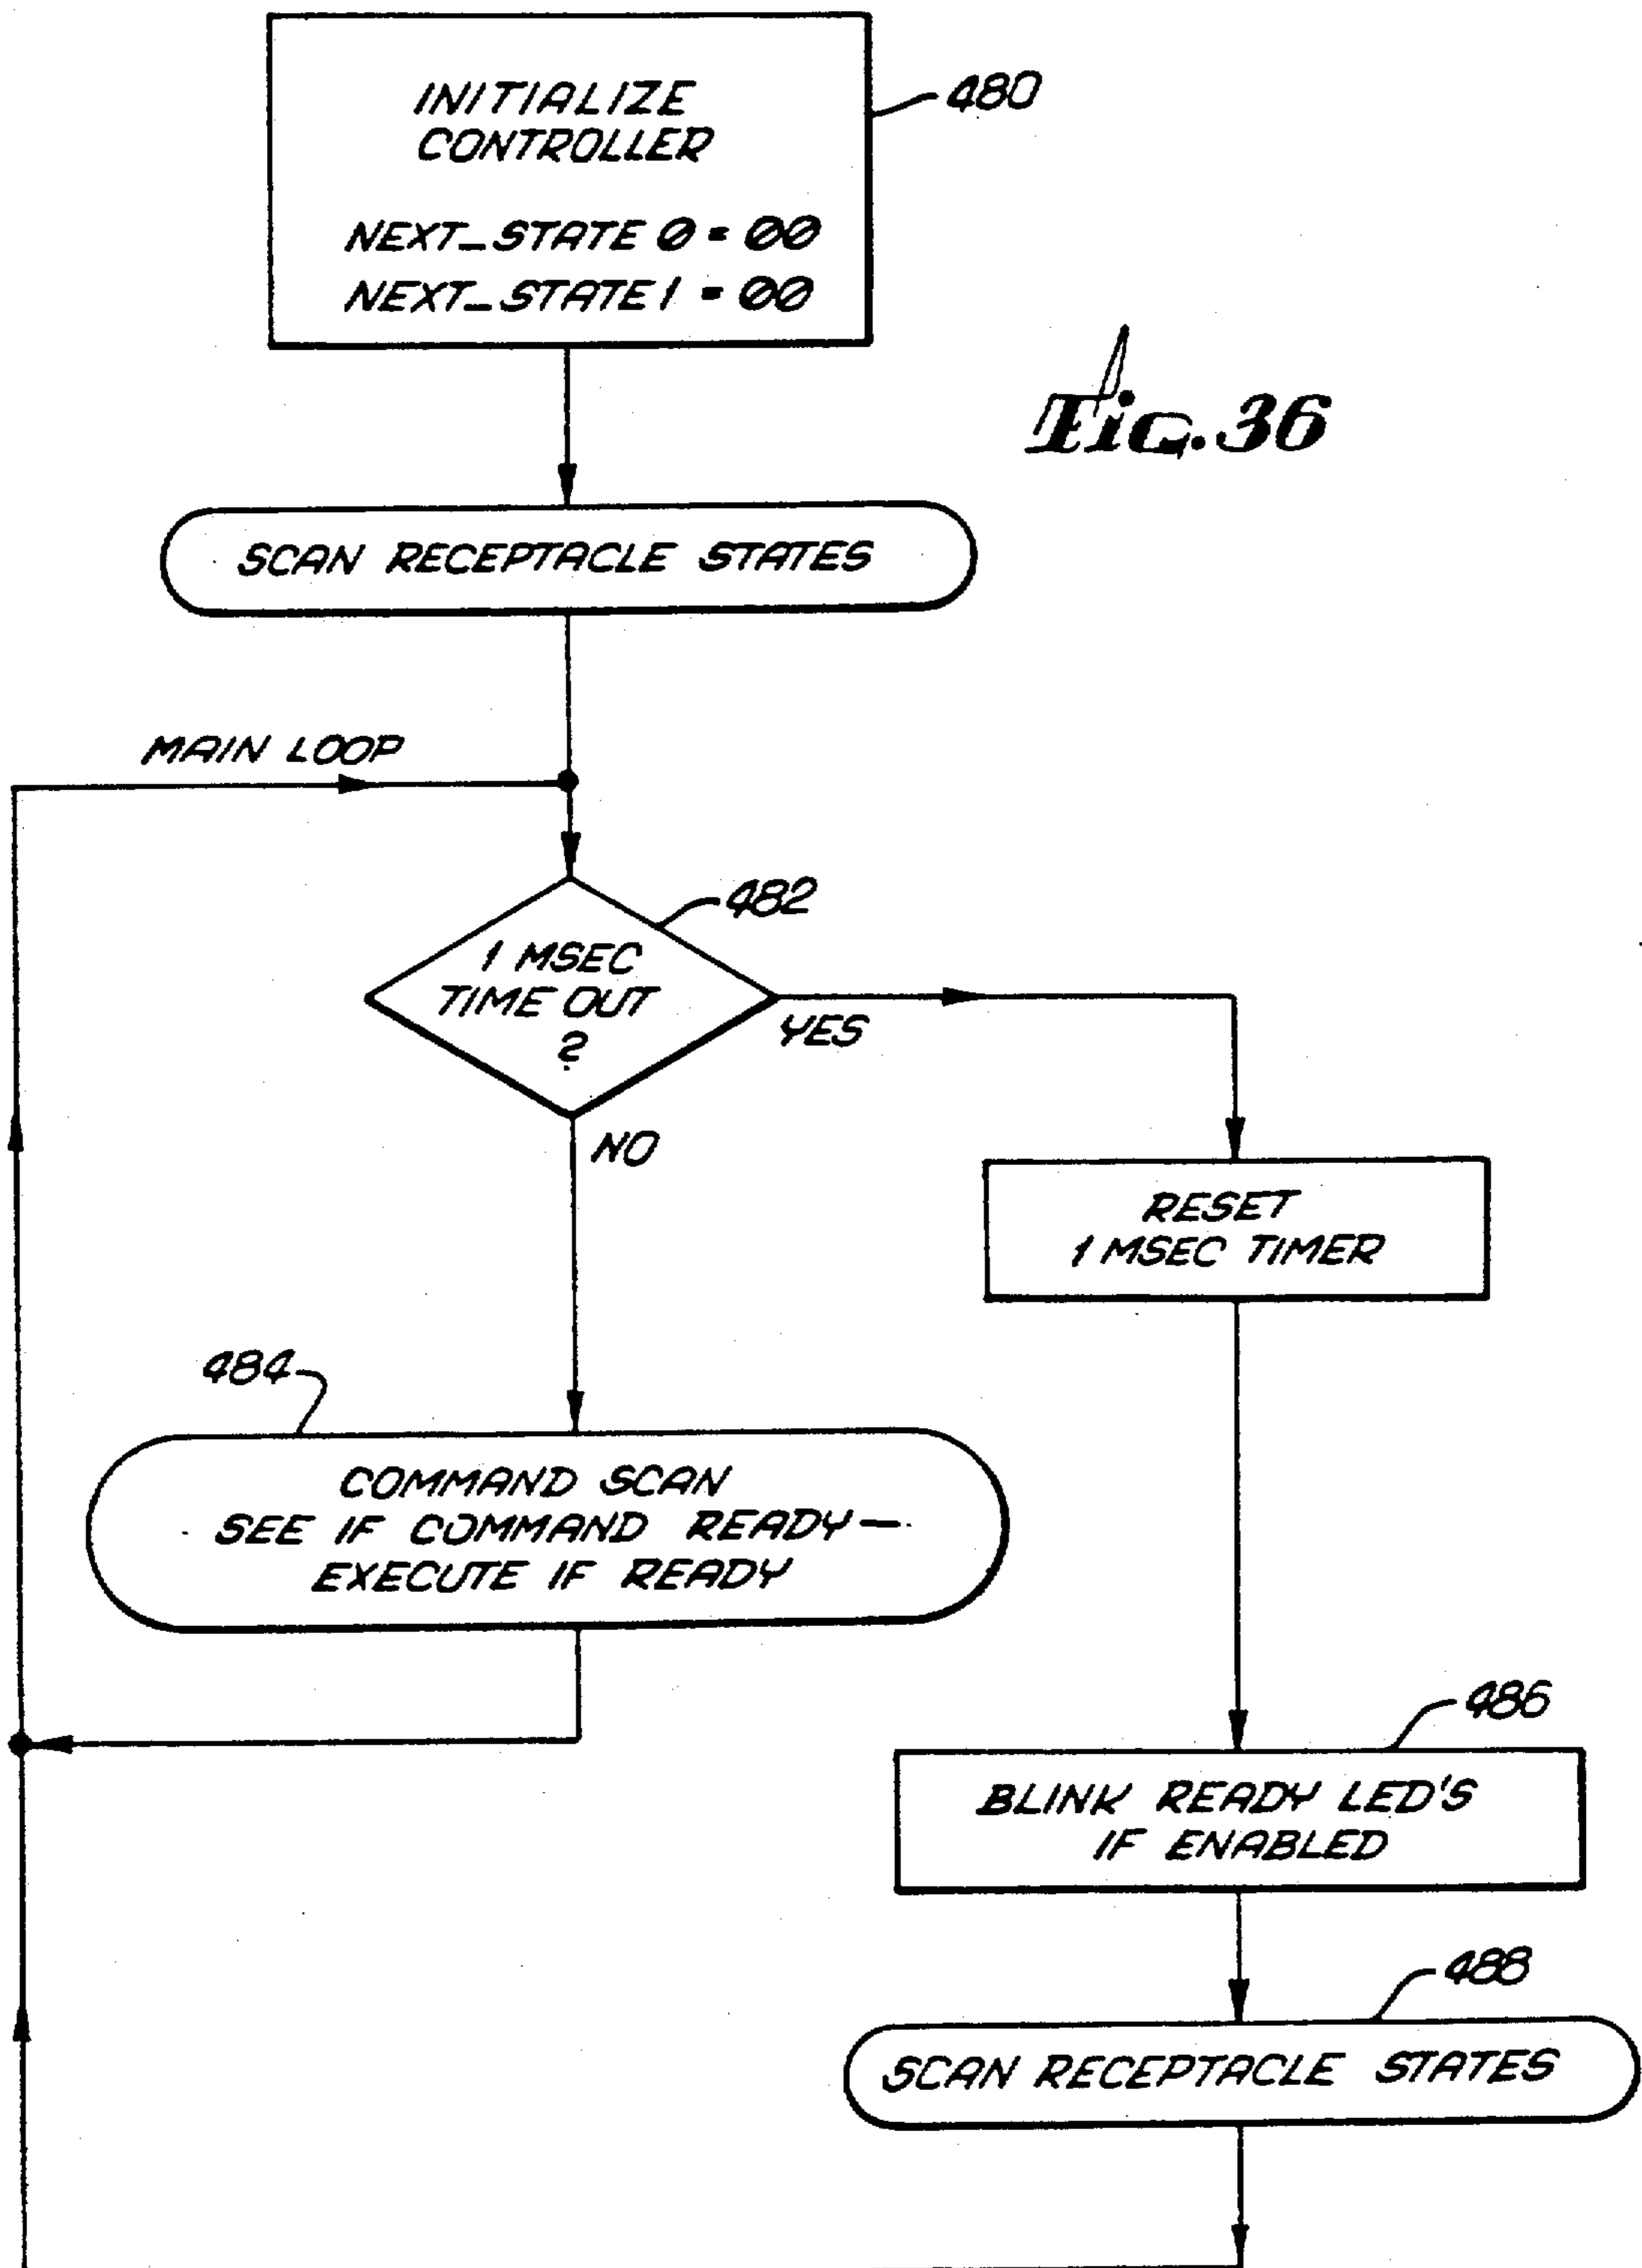 INITIALIZE
CONTROLLER
480
NEXT_STATE 0 = 00
NEXT_STATE 1 = 00
Fig. 36
SCAN RECEPTACLE STATES
MAIN LOOP
482
1 MSEC
TIME OUT
?
YES
NO
RESET
1 MSEC TIMER
484
COMMAND SCAN
SEE IF COMMAND READY—
EXECUTE IF READY
486
BLINK READY LED'S
IF ENABLED
488
SCAN RECEPTACLE STATES